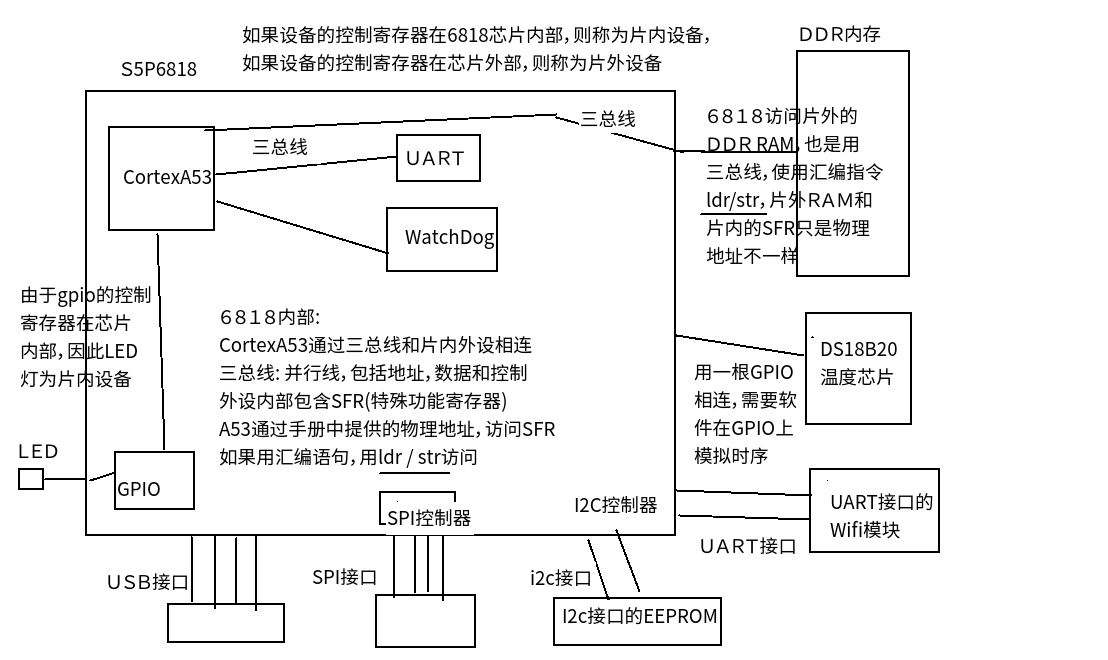 如果设备的控制寄存器在6818芯片内部，则称为片内设备，
如果设备的控制寄存器在芯片外部，则称为片外设备
DDR内存
S5P6818
三总线
三总线
CortexA53
UART
WatchDog
6818访问片外的
DDR RAM，也是用
三总线，使用汇编指令
ldr/str，片外RAM和
片内的SFR只是物理
地址不一样
由于gpio的控制
寄存器在芯片
内部，因此LED
灯为片内设备
6818内部：
CortexA53通过三总线和片内外设相连
三总线：并行线，包括地址，数据和控制
外设内部包含SFR(特殊功能寄存器)
A53通过手册中提供的物理地址，访问SFR
如果用汇编语句，用ldr / str访问
DS18B20
温度芯片
用一根GPIO
相连，需要软
件在GPIO上
模拟时序
LED
GPIO
SPI控制器
I2C控制器
UART接口的
Wifi模块
UART接口
USB接口
SPI接口
i2c接口
I2c接口的EEPROM